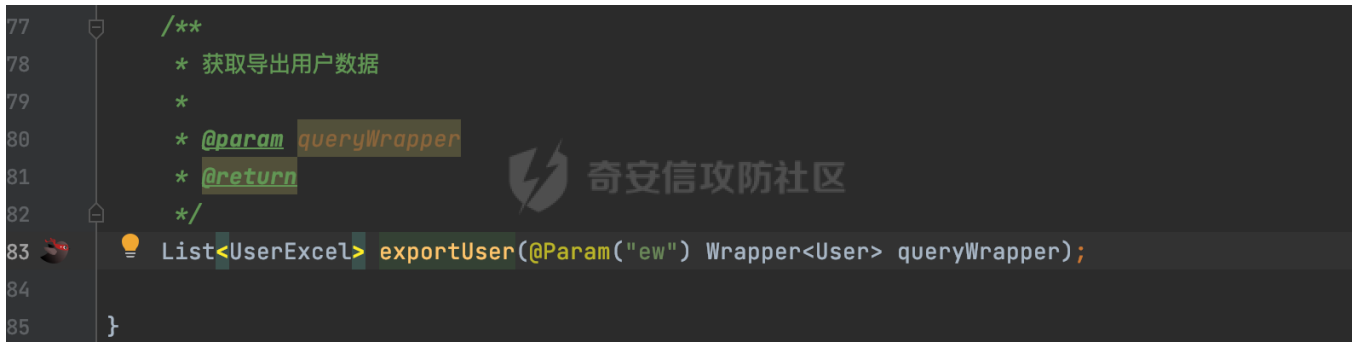 77 /**
78 * 获取导出用户数据
79 *
80 * @param queryWrapper
81 * @return
82 */
83 List<UserExcel> exportUser(@Param("ew") Wrapper<User> queryWrapper);
84
85 }
奇安信攻防社区